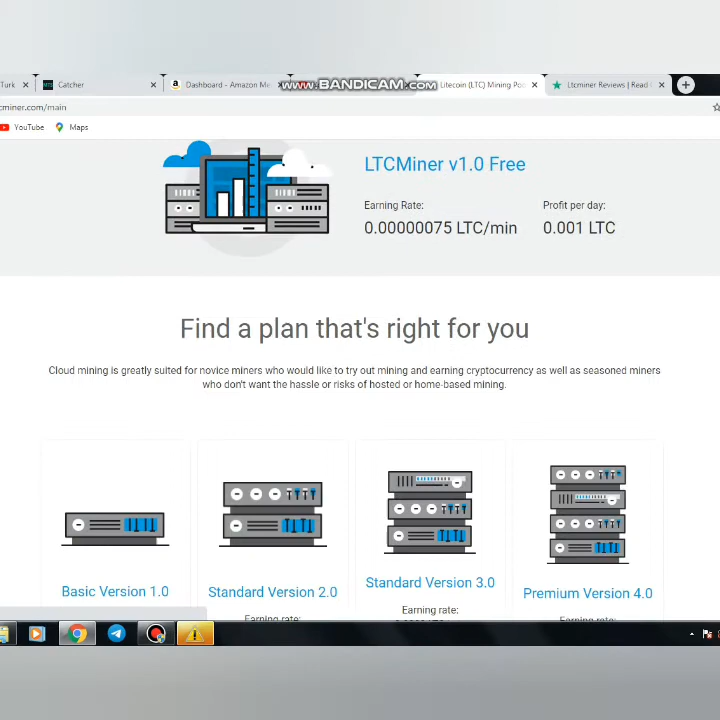 www.BANDICAM.com
Turk
Catcher
Dashboard - Amazon Me
Litecoin (LTC) Mining Poo
Ltcminer Reviews | Read
cminer.com/main
YouTube
Maps
LTCMiner v1.0 Free
Earning Rate:
Profit per day:
0.00000075 LTC/min
0.001 LTC
Find a plan that's right for you
Cloud mining is greatly suited for novice miners who would like to try out mining and earning cryptocurrency as well as seasoned miners
who don't want the hassle or risks of hosted or home-based mining.
Basic Version 1.0
Standard Version 2.0
Standard Version 3.0
Premium Version 4.0
Earning rate:
Earning rate:
Earning rate: